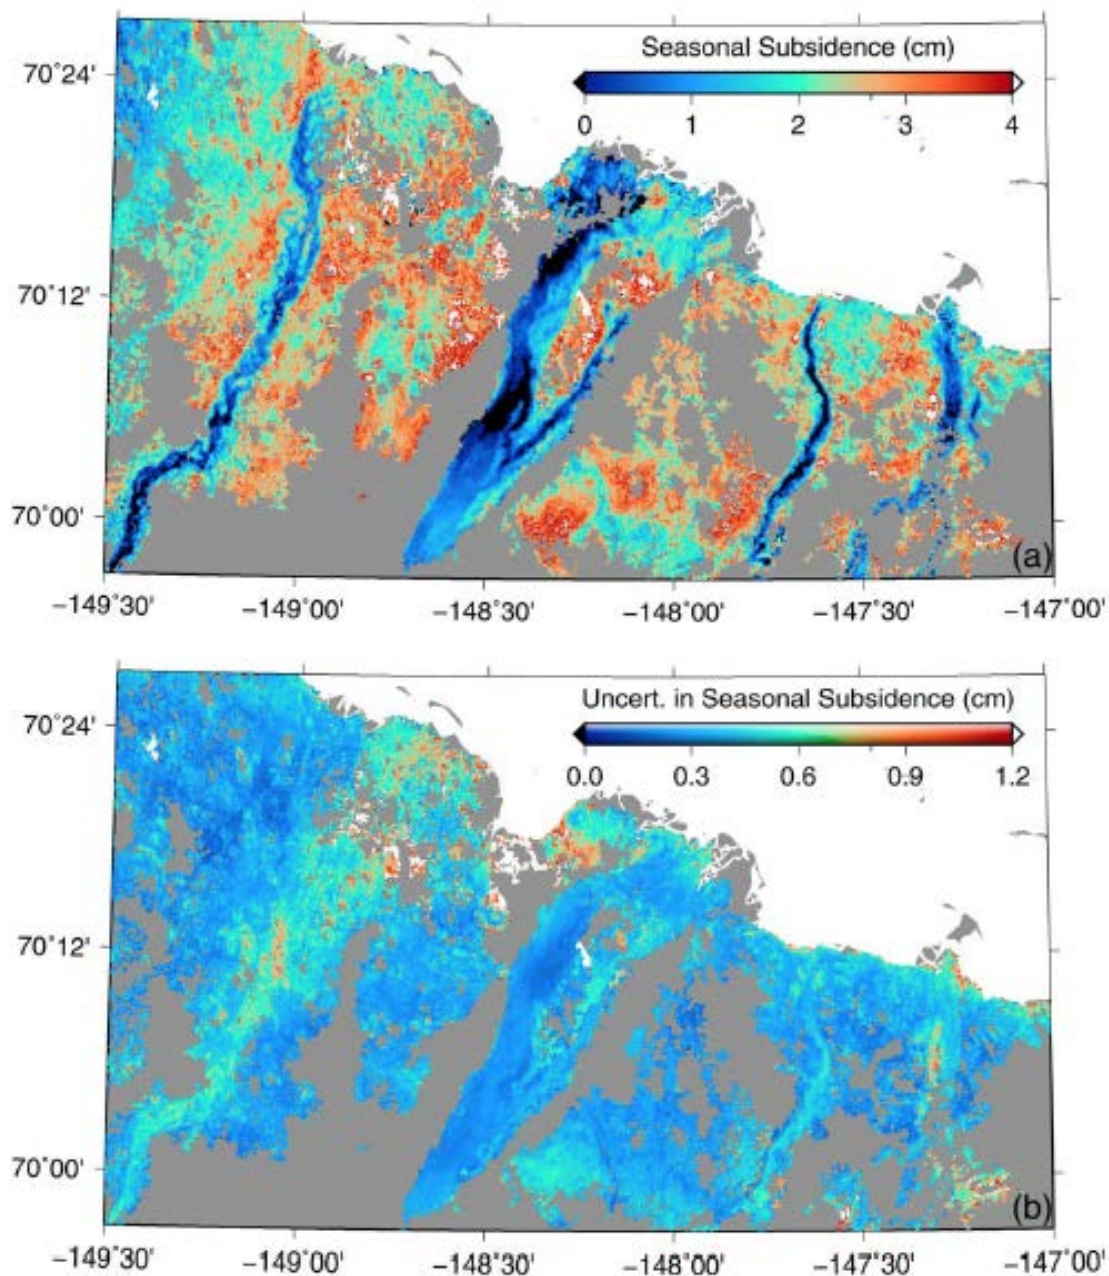 Seasonal Subsidence (cm)
70°24'
0 1 2 3 4
70°12'
70°00'
(a)
−149°30' −149°00' −148°30' −148°00' −147°30' −147°00'
Uncert. in Seasonal Subsidence (cm)
70°24'
0.0 0.3 0.6 0.9 1.2
70°12'
70°00'
(b)
−149°30' −149°00' −148°30' −148°00' −147°30' −147°00'